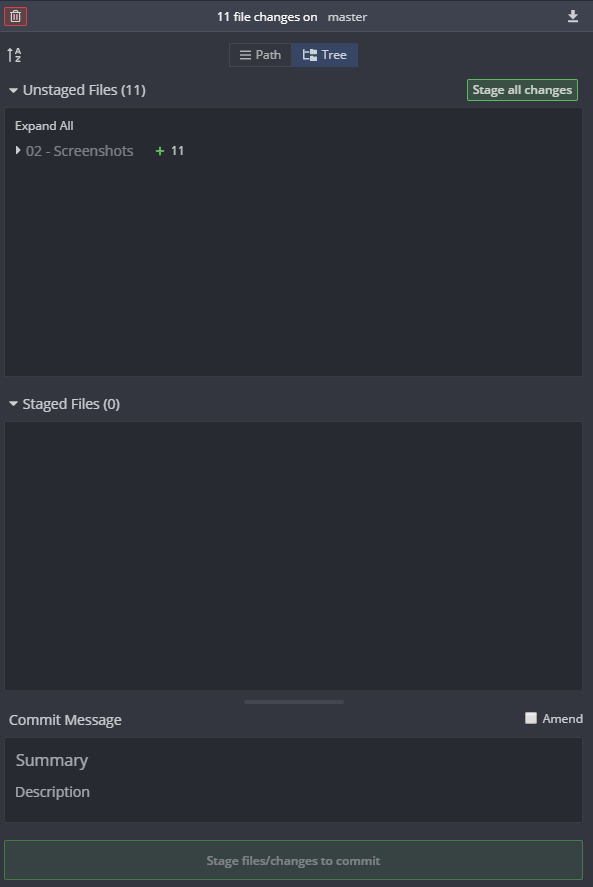 11 file changes on master
A
Z
Path Tree
Unstaged Files (11) Stage all changes
Expand All
02 - Screenshots + 11
Staged Files (0)
Commit Message Amend
Summary
Description
Stage files/changes to commit